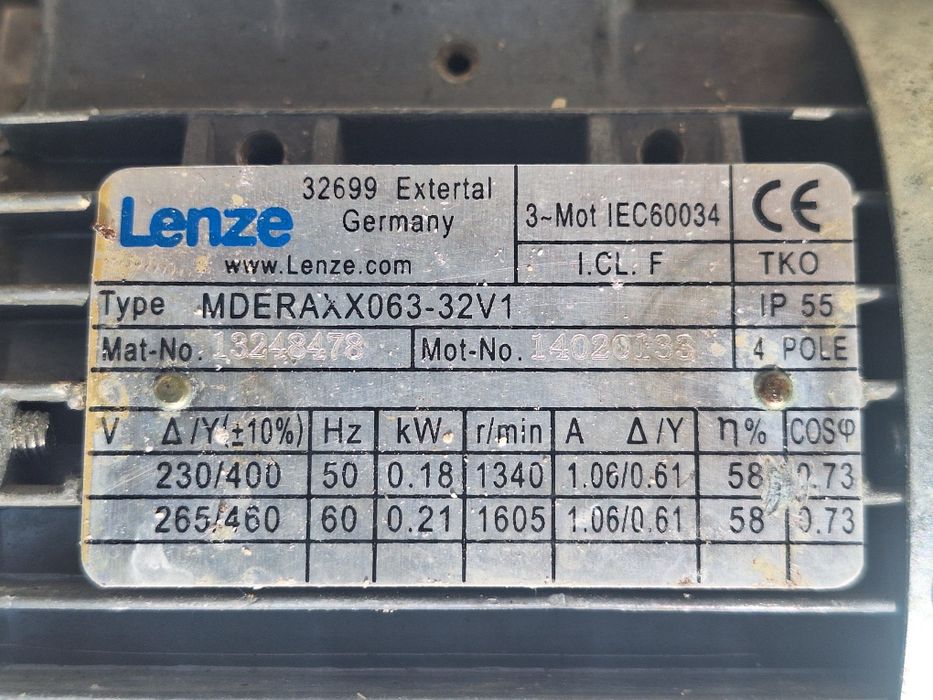 Lenze
32699 Extertal
Germany
www.Lenze.com
3~Mot IEC60034
CE
I.CL. F
TKO
Type MDERAXX063-32V1
IP 55
Mat-No. 13248478
Mot-No.
4 POLE
V Δ/Y(±10%) Hz kW r/min A Δ/Y η% COSφ
230/400 50 0.18 1340 1.06/0.61 58 0.73
265/460 60 0.21 1605 1.06/0.61 58 0.73